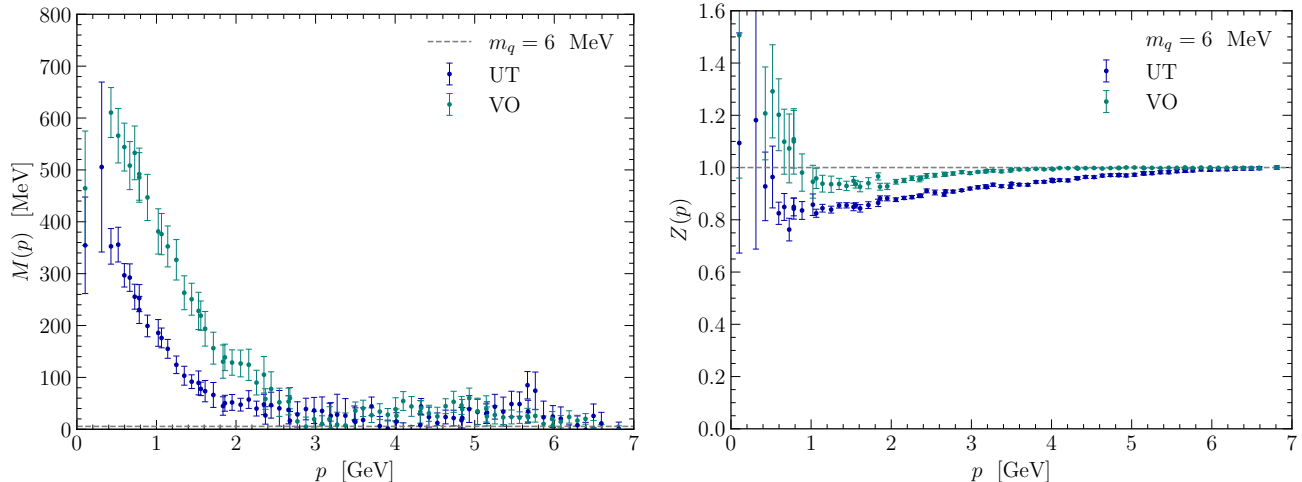 800
700
600
500
400
300
200
100
0
M(p) [MeV]
m_q = 6 MeV
UT
VO
0 1 2 3 4 5 6 7
p [GeV]
1.6
1.4
1.2
1.0
0.8
0.6
0.4
0.2
0.0
Z(p)
m_q = 6 MeV
UT
VO
0 1 2 3 4 5 6 7
p [GeV]